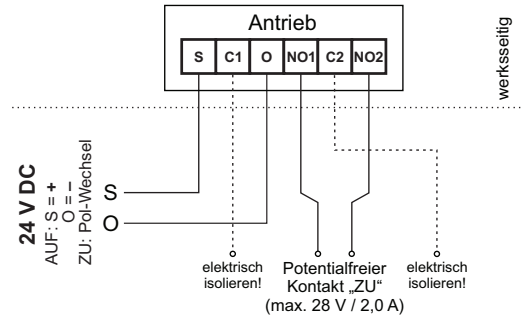 Antrieb
S C1 O NO1 C2 NO2
werksseitig
24 V DC
AUF: S = +
O = –
ZU: Pol-Wechsel
S
O
elektrisch
isolieren!
Potentialfreier
Kontakt „ZU“
(max. 28 V / 2,0 A)
elektrisch
isolieren!